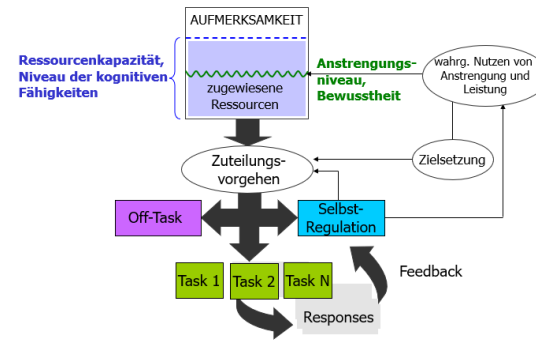 AUFMERKSAMKEIT
Ressourcenkapazität,
Niveau der kognitiven
Fähigkeiten
zugewiesene
Ressourcen
Anstrengungs-
niveau,
Bewusstheit
wahrg. Nutzen von
Anstrengung und
Leistung
Zuteilungs-
vorgehen
Zielsetzung
Off-Task
Selbst-
Regulation
Task 1
Task 2
Task N
Feedback
Responses